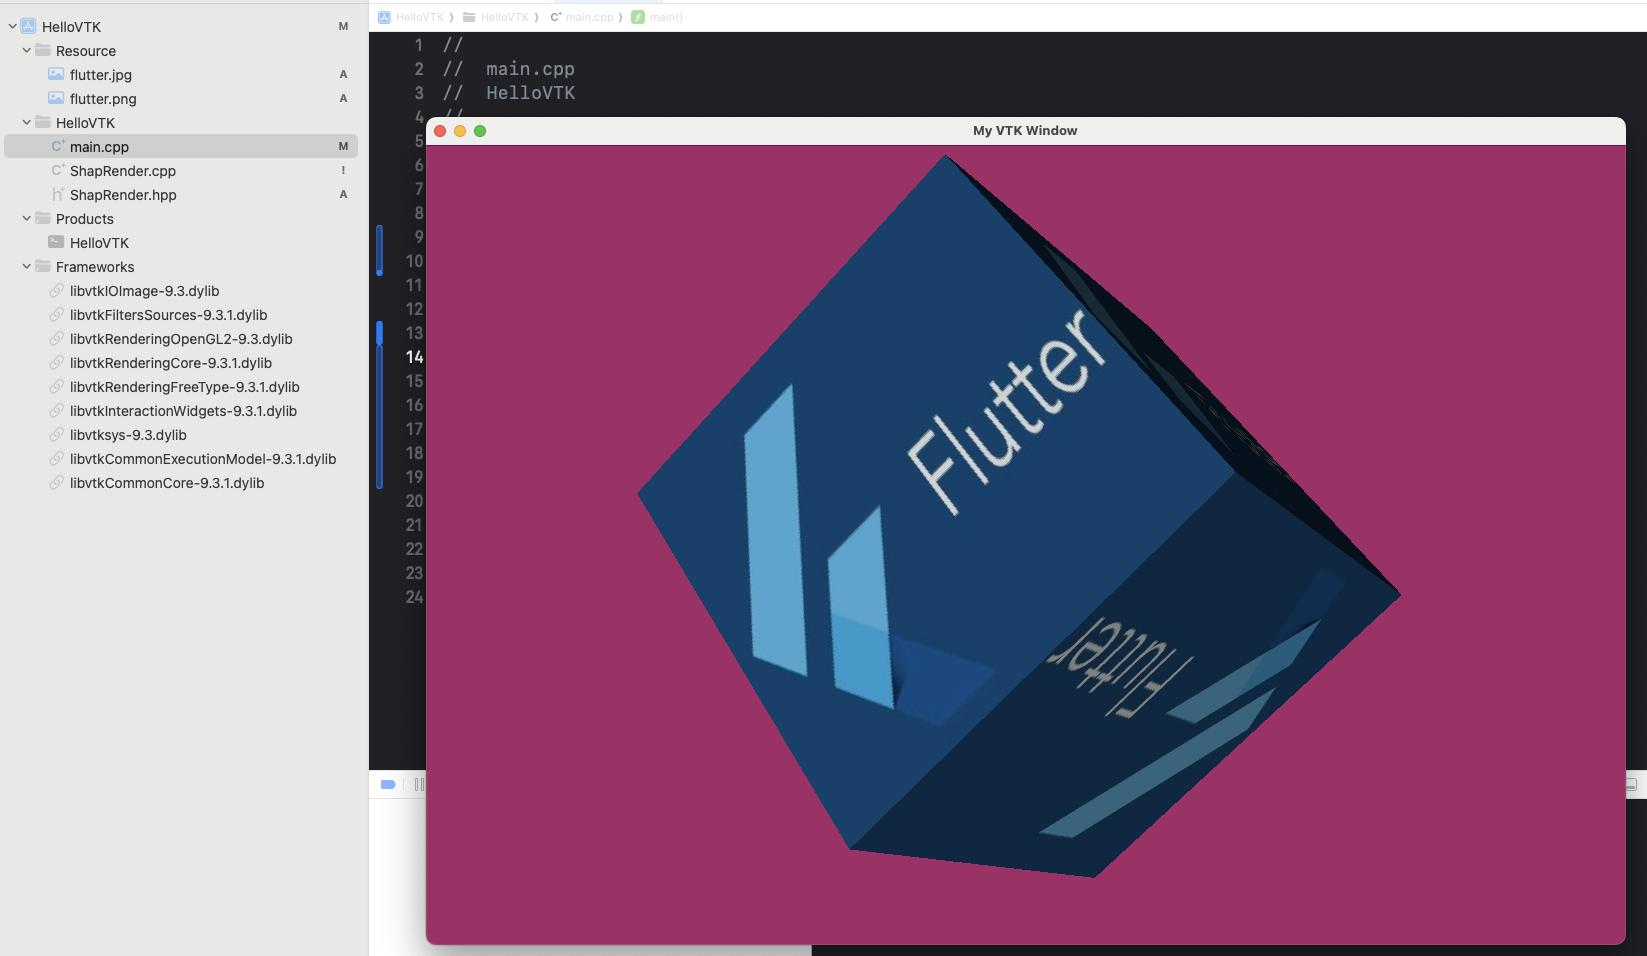 HelloVTK M
Resource
flutter.jpg A
flutter.png A
HelloVTK
main.cpp M
ShapRender.cpp !
ShapRender.hpp A
Products
HelloVTK
Frameworks
libvtkIOImage-9.3.dylib
libvtkFiltersSources-9.3.1.dylib
libvtkRenderingOpenGL2-9.3.dylib
libvtkRenderingCore-9.3.1.dylib
libvtkRenderingFreeType-9.3.1.dylib
libvtkInteractionWidgets-9.3.1.dylib
libvtksys-9.3.dylib
libvtkCommonExecutionModel-9.3.1.dylib
libvtkCommonCore-9.3.1.dylib
HelloVTK ⟩ HelloVTK ⟩ main.cpp ⟩ main()
1 //
2 // main.cpp
3 // HelloVTK
4 //
5
6
7
8
9
10
11
12
13
14
15
16
17
18
19
20
21
22
23
24
My VTK Window
Flutter
Flutter